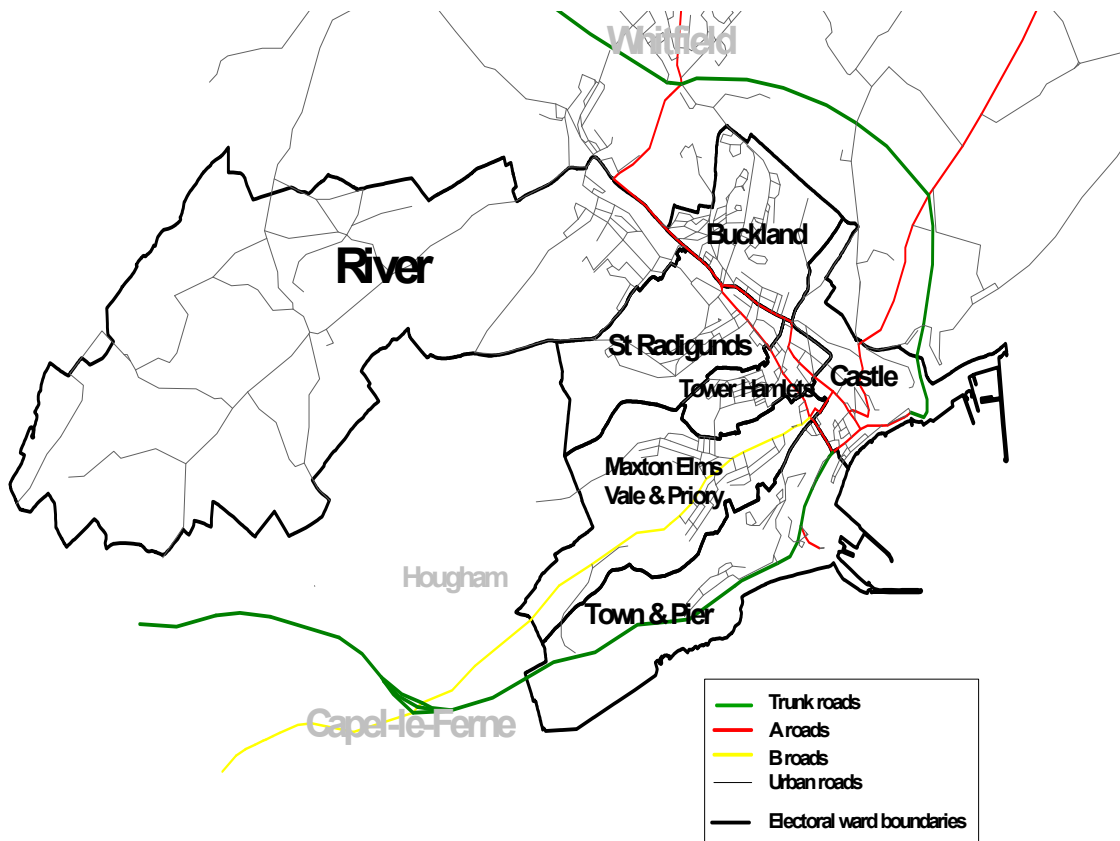 Whitfield
Buckland
River
St Radigunds
Castle
Tower Hamlets
Maxton Elms
Vale & Priory
Hougham
Town & Pier
Capel-le-Ferne
Trunk roads
A roads
B roads
Urban roads
Electoral ward boundaries